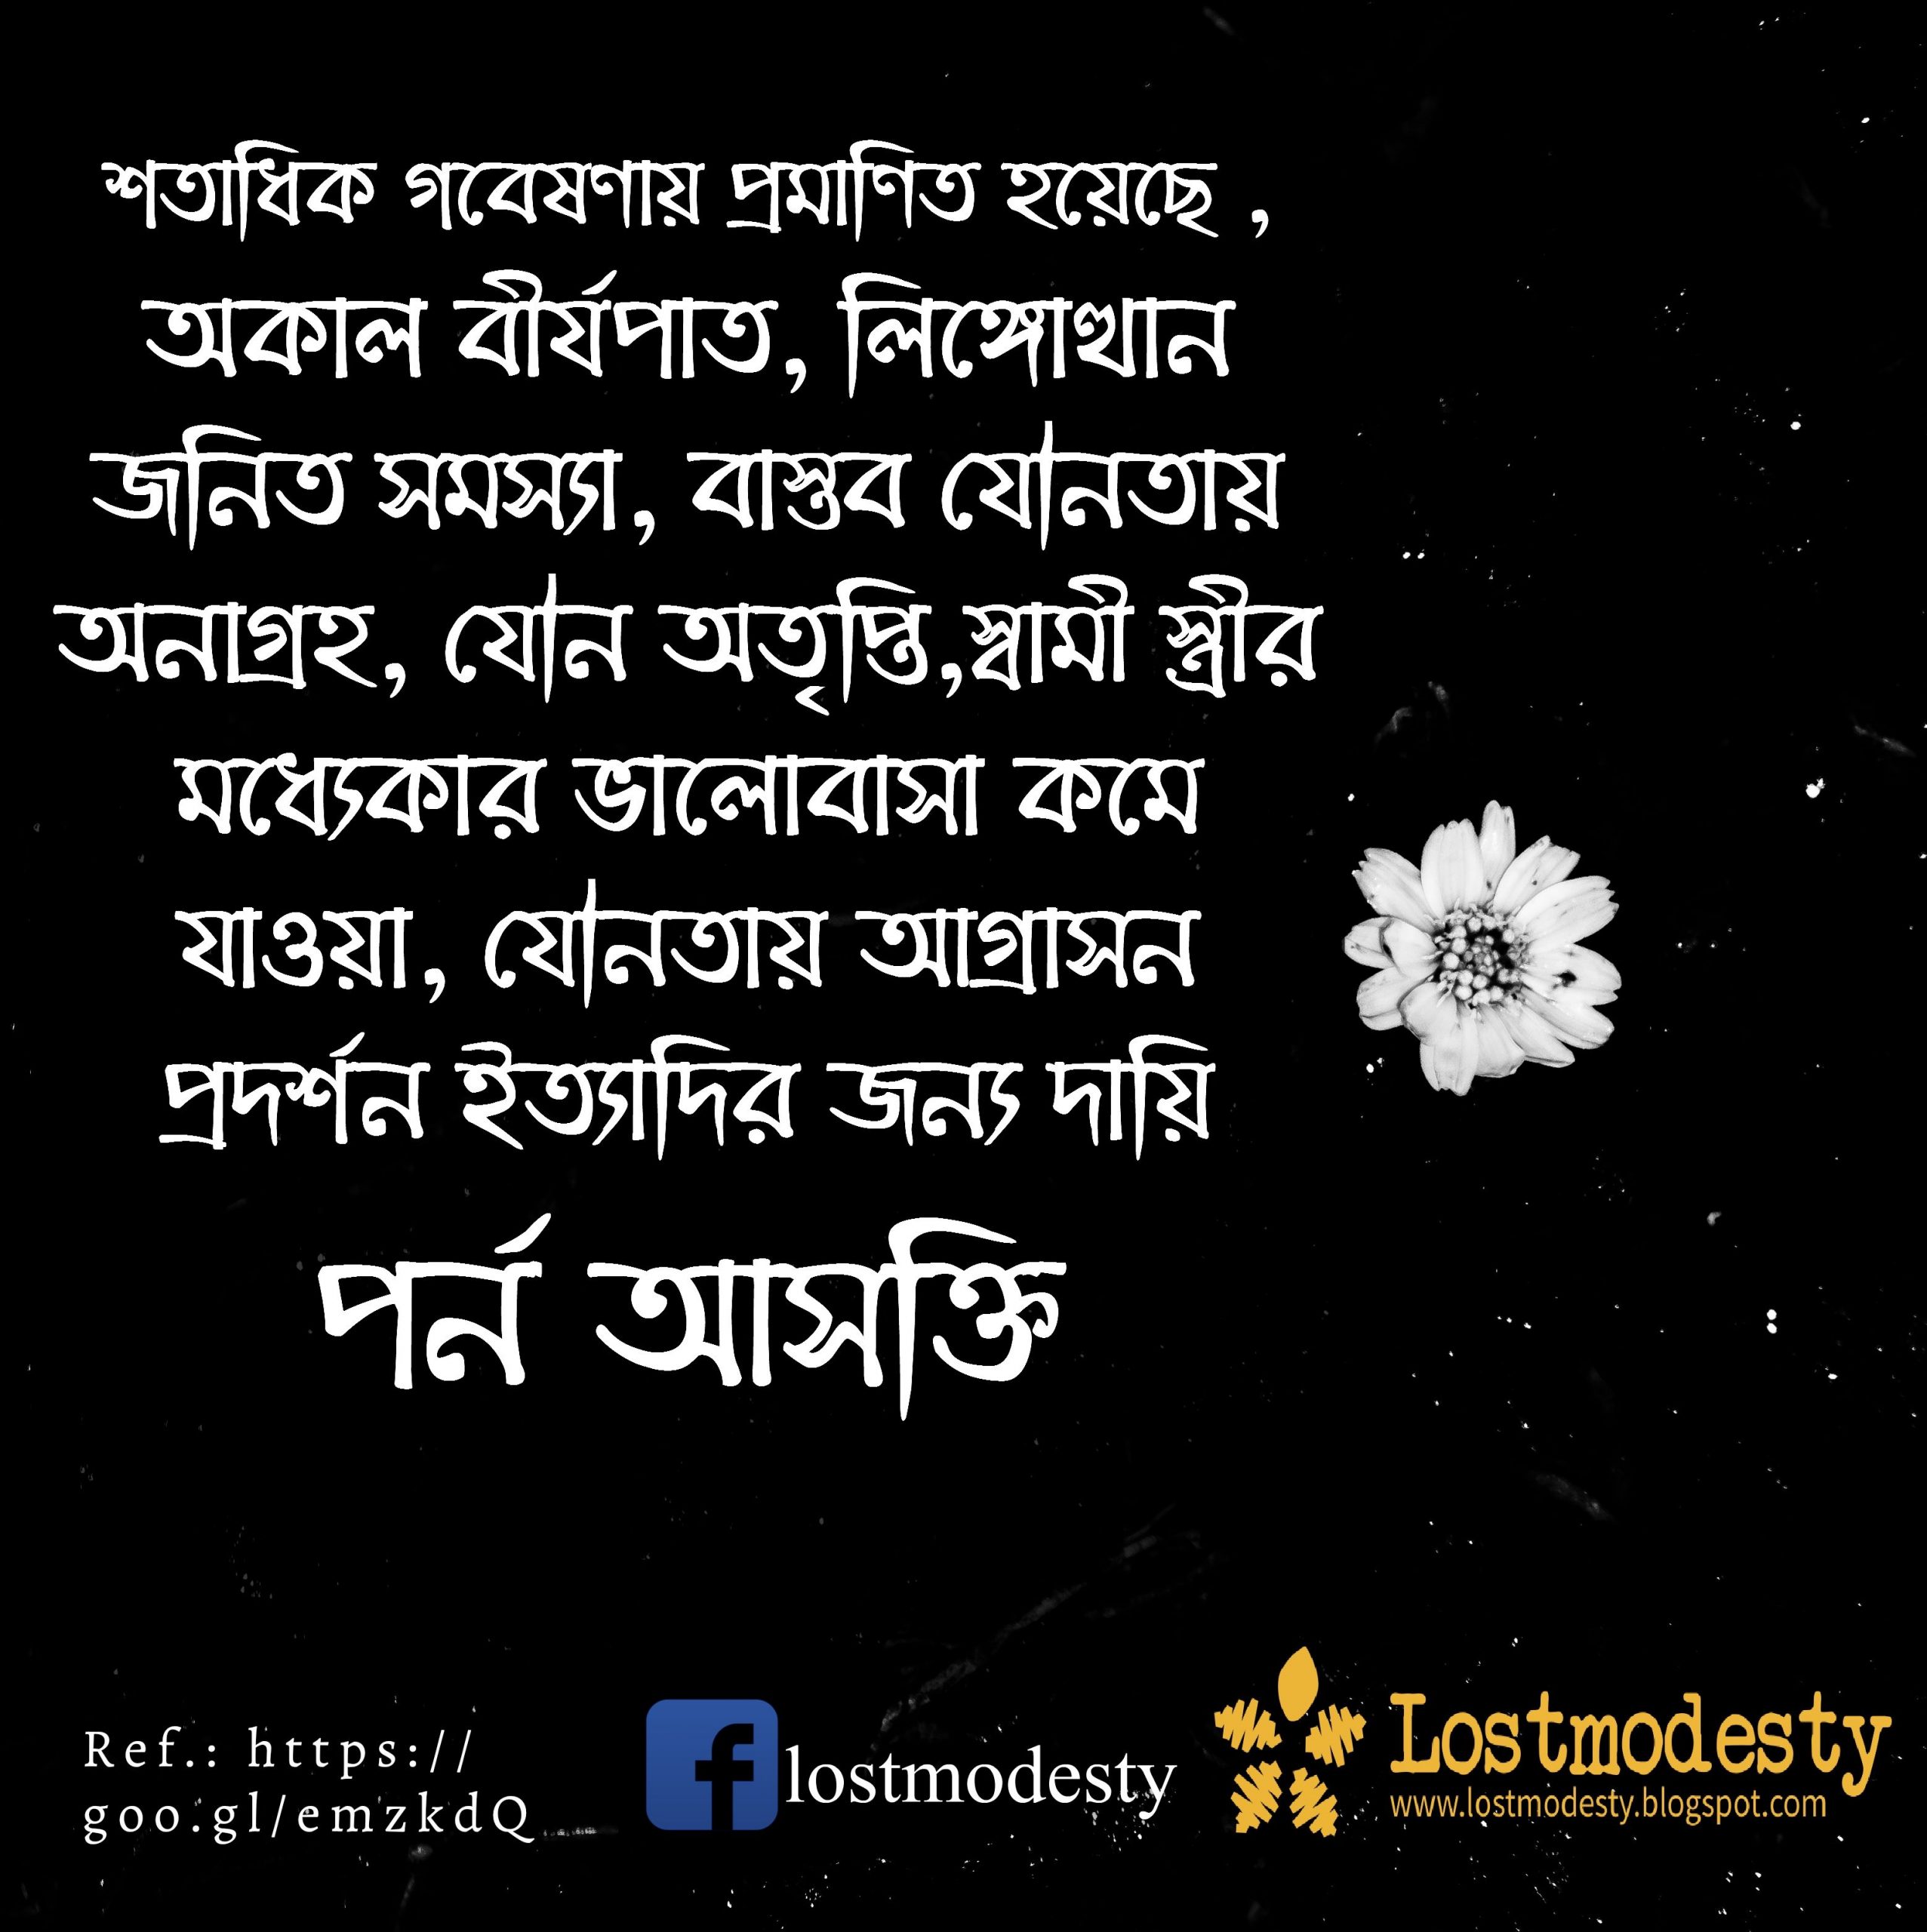 শতাধিক গবেষণায় প্রমাণিত হয়েছে ,
অকাল বীর্যপাত, লিঙ্গোত্থান
জনিত সমস্যা, বাস্তব যৌনতায়
অনাগ্রহ, যৌন অতৃপ্তি,স্বামী স্ত্রীর
মধ্যেকার ভালোবাসা কমে
যাওয়া, যৌনতায় আগ্রাসন
প্রদর্শন ইত্যাদির জন্য দায়ি
পর্ন আসক্তি
Ref.: https://
goo.gl/emzkdQ
lostmodesty
Lostmodesty
www.lostmodesty.blogspot.com